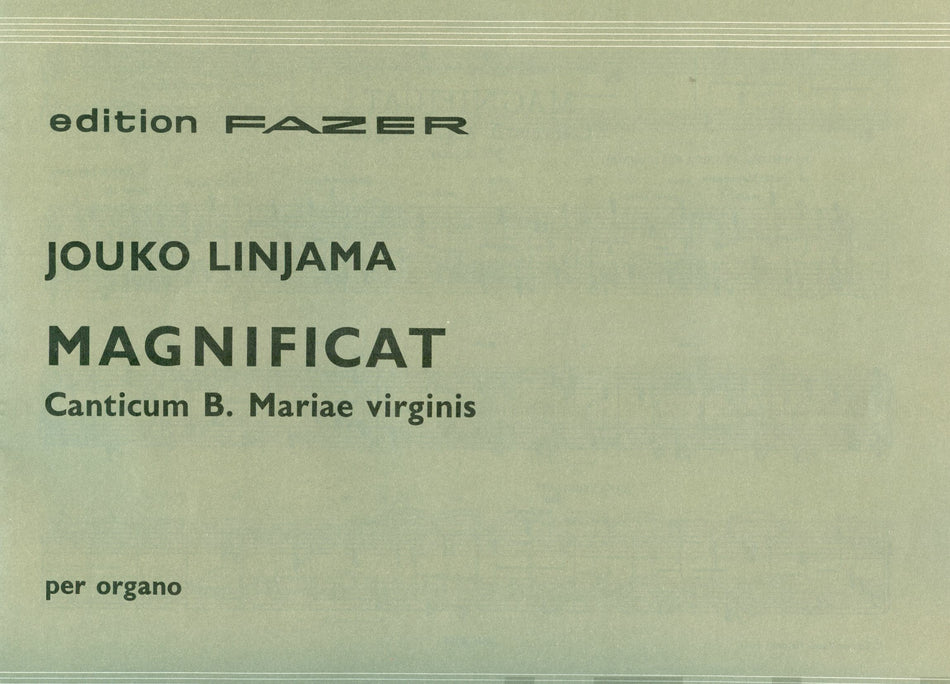 edition FAZER
JOUKO LINJAMA
MAGNIFICAT
Canticum B. Mariae virginis
per organo